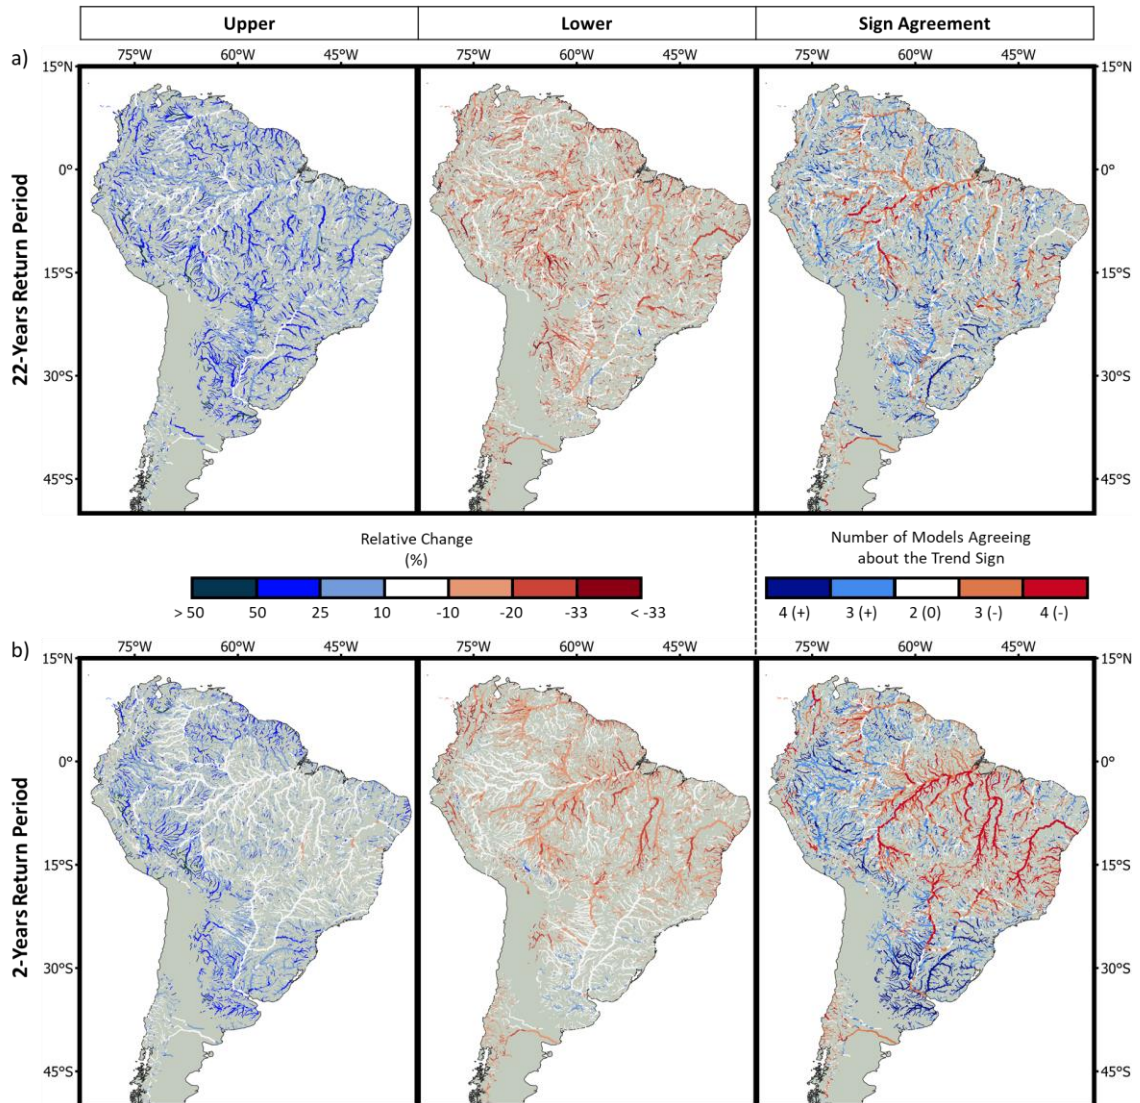 Upper Lower Sign Agreement
75°W 60°W 45°W 60°W 45°W 75°W 60°W 45°W
a)
15°N 15°N
0° 0°
15°S 15°S
30°S 30°S
45°S 45°S
22-Years Return Period
Relative Change
(%)
> 50 50 25 10 -10 -20 -33 < -33
Number of Models Agreeing
about the Trend Sign
4 (+) 3 (+) 2 (0) 3 (-) 4 (-)
75°W 60°W 45°W 60°W 45°W 75°W 60°W 45°W
b)
15°N 15°N
0° 0°
15°S 15°S
30°S 30°S
45°S 45°S
2-Years Return Period